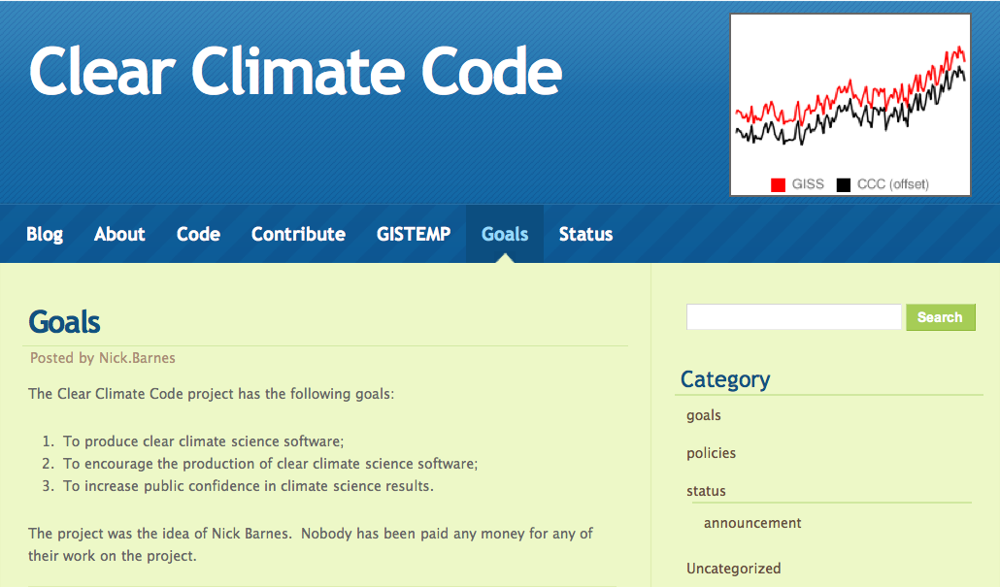 Clear Climate Code
GISS CCC (offset)
Blog About Code Contribute GISTEMP Goals Status
Goals
Posted by Nick.Barnes
The Clear Climate Code project has the following goals:
1. To produce clear climate science software;
2. To encourage the production of clear climate science software;
3. To increase public confidence in climate science results.
The project was the idea of Nick Barnes. Nobody has been paid any money for any of
their work on the project.
Search
Category
goals
policies
status
announcement
Uncategorized